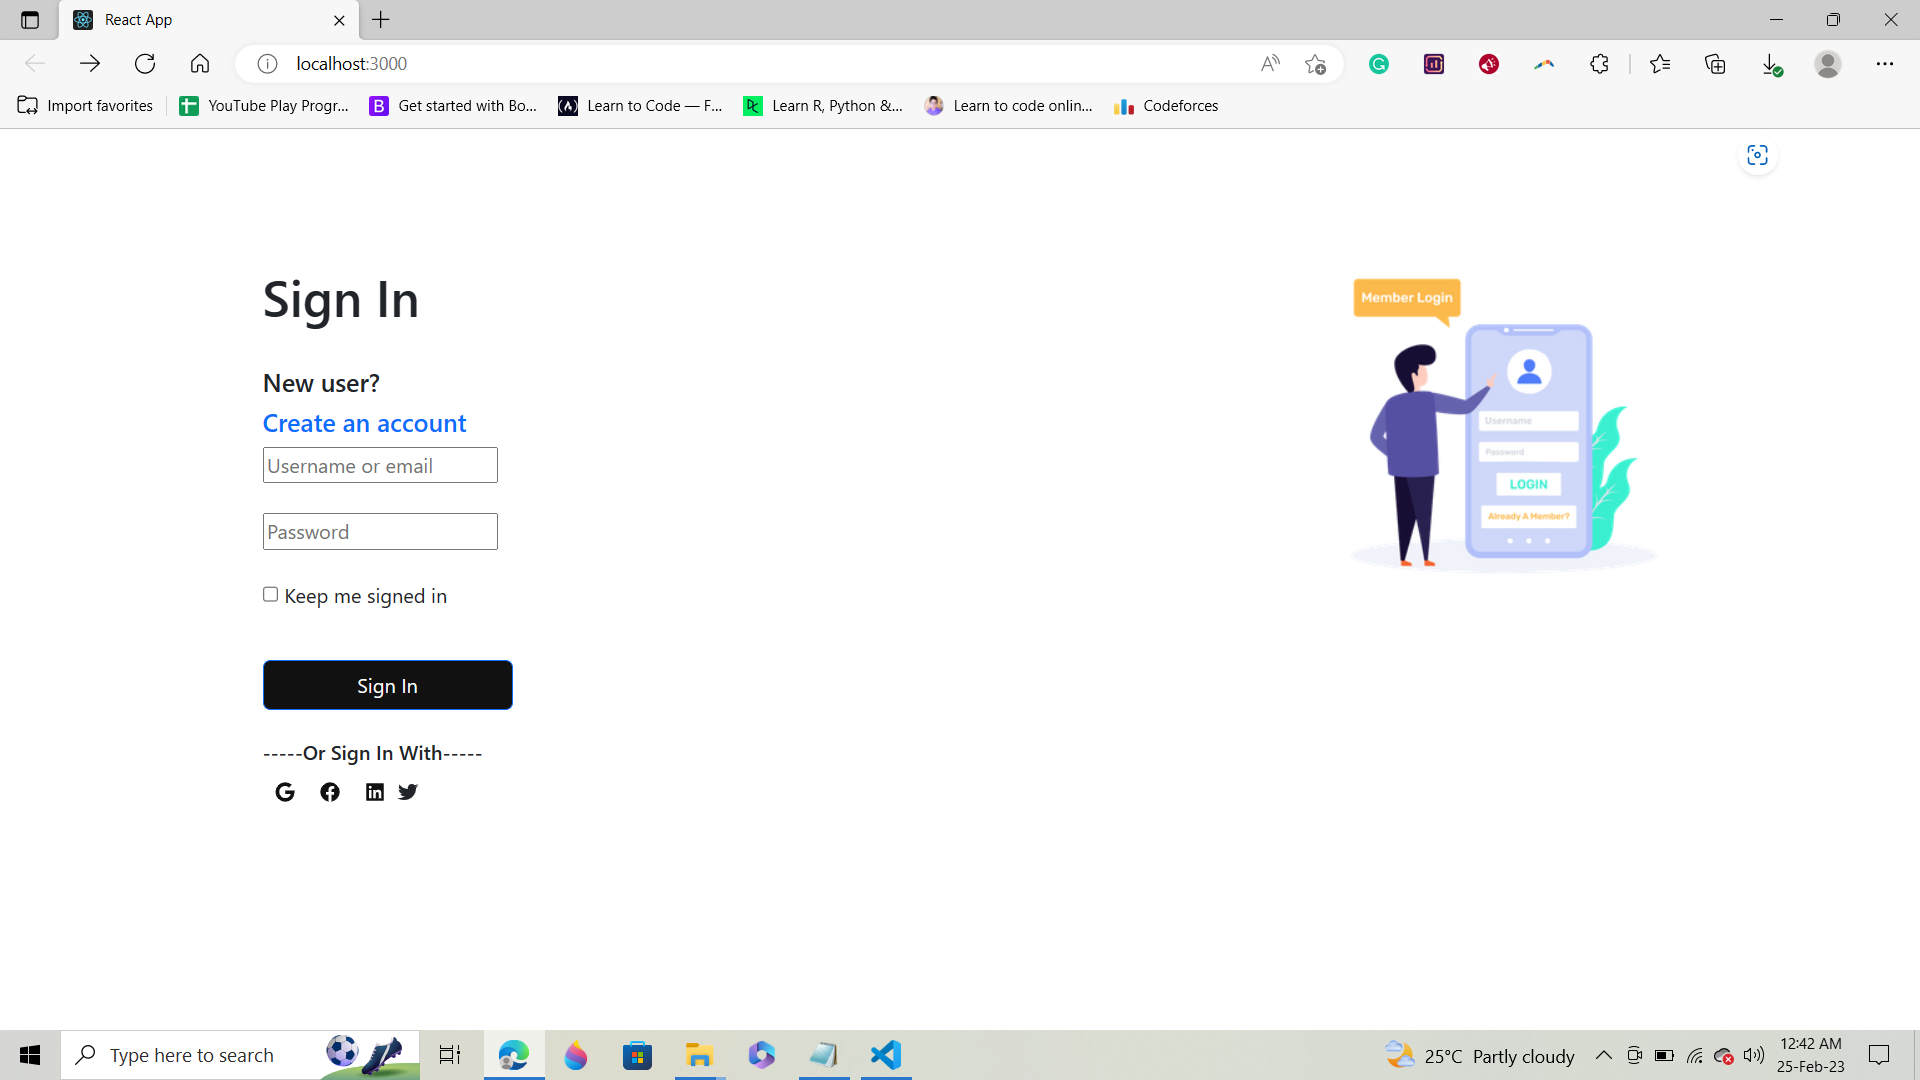 React App
localhost:3000
Import favorites
YouTube Play Progr...
Get started with Bo...
Learn to Code — F...
Learn R, Python &...
Learn to code onlin...
Codeforces
Sign In
New user?
Create an account
Username or email
Password
Keep me signed in
Sign In
-----Or Sign In With-----
Member Login
Username
Password
LOGIN
Already A Member?
Type here to search
25°C Partly cloudy
12:42 AM
25-Feb-23